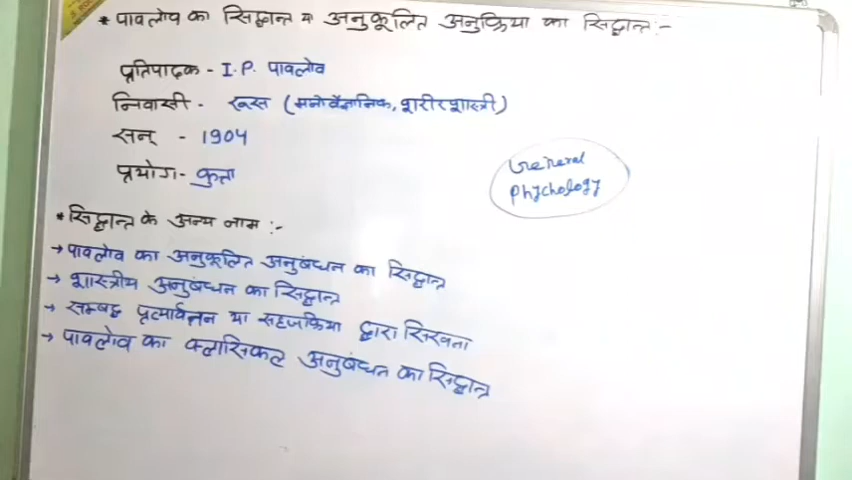 * पावलोव का सिद्धान्त या अनुकूलित अनुक्रिया का सिद्धान्त :-
प्रतिपादक - I.P. पावलोव
निवासी - रूस (मनोवैज्ञानिक, शरीरशास्त्री)
सन् - 1904
प्रयोग - कुत्ता
General
Phychology
* सिद्धान्त के अन्य नाम :-
→ पावलोव का अनुकूलित अनुबंधन का सिद्धान्त
→ शास्त्रीय अनुबंधन का सिद्धान्त
→ सम्बद्ध प्रत्यावर्तन या सहजक्रिया द्वारा सिखना
→ पावलोव का क्लासिकल अनुबंधन का सिद्धान्त